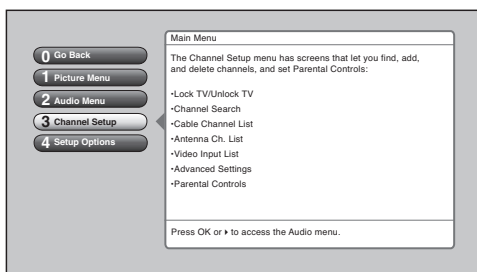 Main Menu
0 Go Back
1 Picture Menu
2 Audio Menu
3 Channel Setup
4 Setup Options
The Channel Setup menu has screens that let you find, add,
and delete channels, and set Parental Controls:
•Lock TV/Unlock TV
•Channel Search
•Cable Channel List
•Antenna Ch. List
•Video Input List
•Advanced Settings
•Parental Controls
Press OK or ▸ to access the Audio menu.